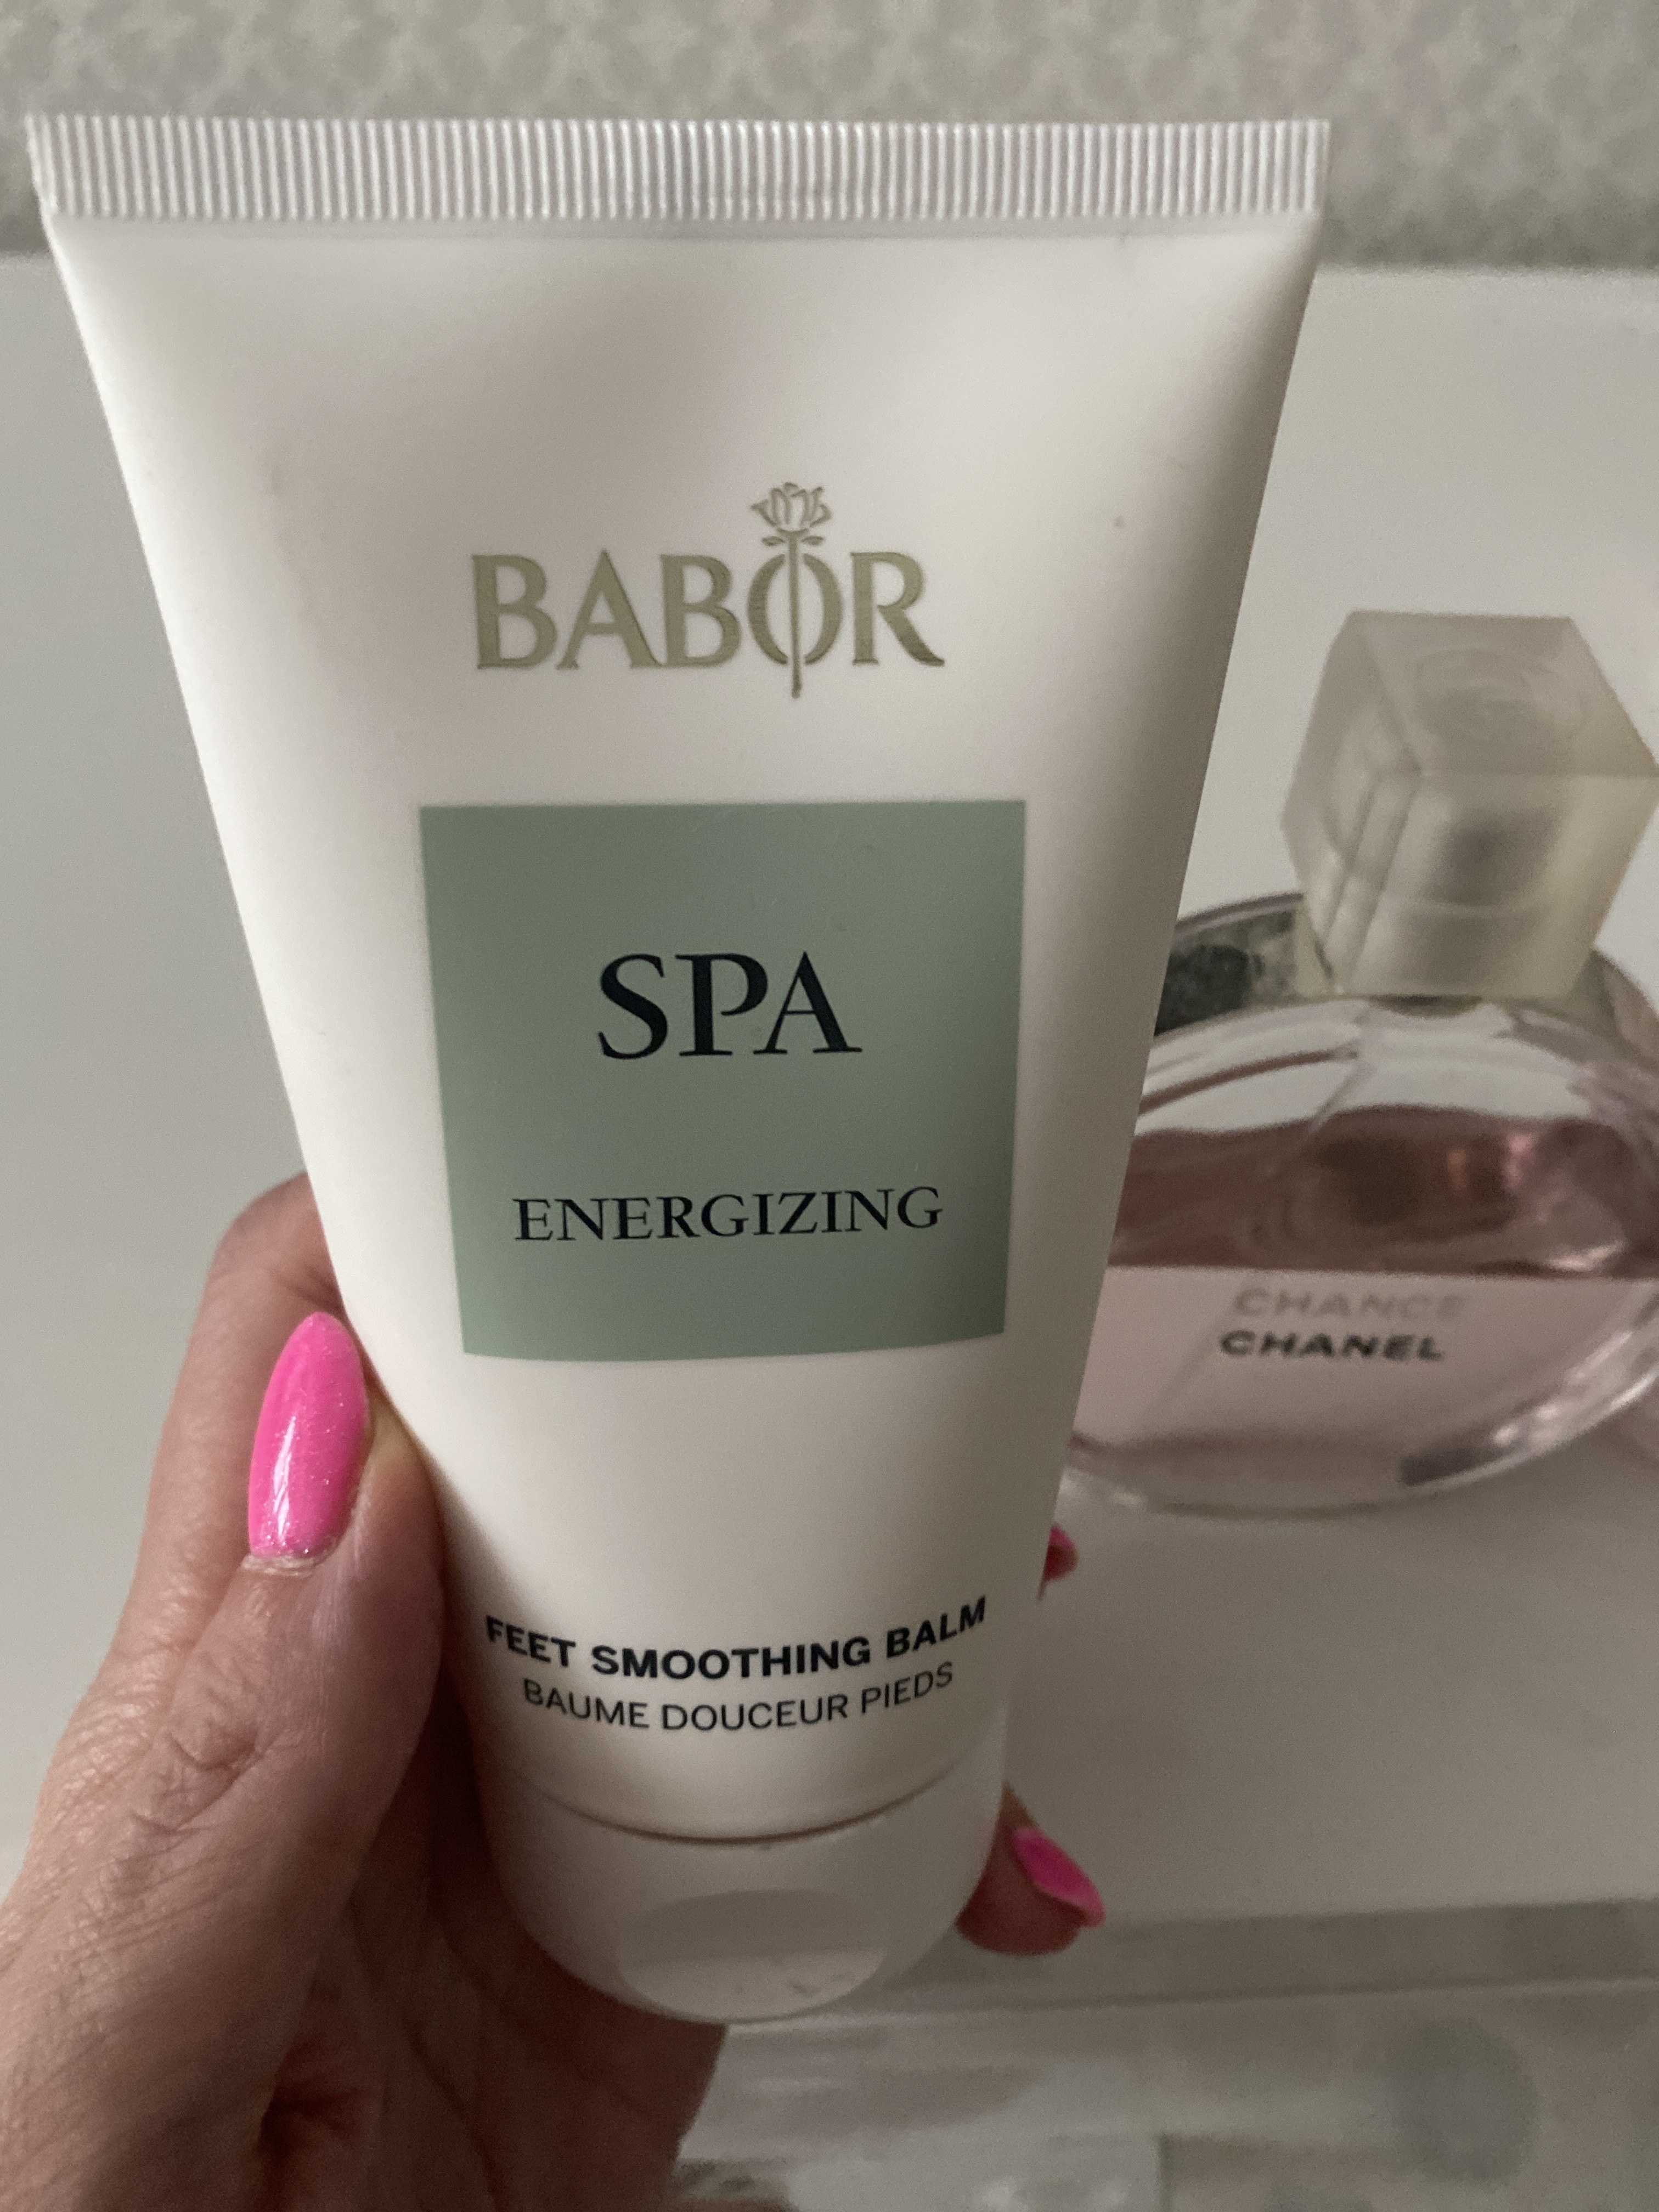 BABOR
SPA
ENERGIZING
FEET SMOOTHING BALM
BAUME DOUCEUR PIEDS
CHANCE
CHANEL